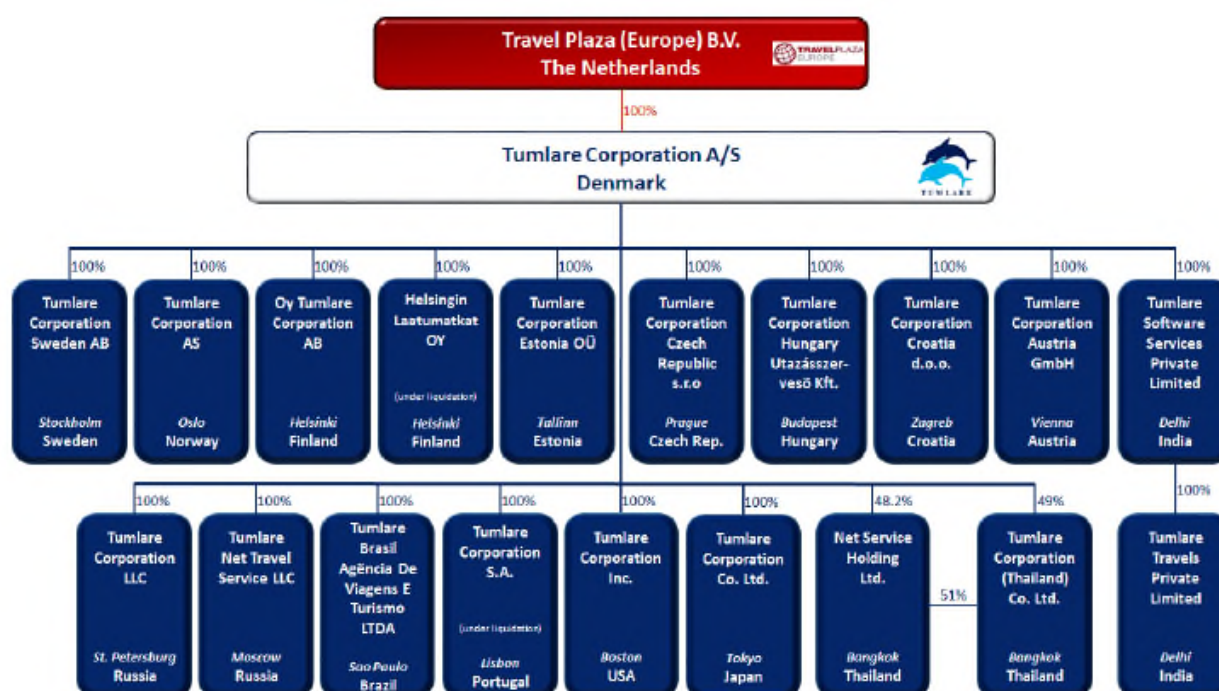 Travel Plaza (Europe) B.V.
The Netherlands
TRAVELPLAZA
EUROPE
100%
Tumlare Corporation A/S
Denmark
TUMLARE
100%
100%
100%
100%
100%
100%
100%
100%
100%
100%
Tumlare
Corporation
Sweden AB
Stockholm
Sweden
Tumlare
Corporation
AS
Oslo
Norway
Oy Tumlare
Corporation
AB
Helsinki
Finland
Helsingin
Laatumatkat
OY
(under liquidation)
Helsinki
Finland
Tumlare
Corporation
Estonia OÜ
Tallinn
Estonia
Tumlare
Corporation
Czech
Republic
s.r.o
Prague
Czech Rep.
Tumlare
Corporation
Hungary
Utazásszer-
vesö Kft.
Budapest
Hungary
Tumlare
Corporation
Croatia
d.o.o.
Zagreb
Croatia
Tumlare
Corporation
Austria
GmbH
Vienna
Austria
Tumlare
Software
Services
Private
Limited
Delhi
India
100%
100%
100%
100%
100%
100%
48.2%
49%
100%
Tumlare
Corporation
LLC
St. Petersburg
Russia
Tumlare
Net Travel
Service LLC
Moscow
Russia
Tumlare
Brasil
Agência De
Viagens E
Turismo
LTDA
Sao Paulo
Brazil
Tumlare
Corporation
S.A.
(under liquidation)
Lisbon
Portugal
Tumlare
Corporation
Inc.
Boston
USA
Tumlare
Corporation
Co. Ltd.
Tokyo
Japan
Net Service
Holding
Ltd.
Bangkok
Thailand
51%
Tumlare
Corporation
(Thailand)
Co. Ltd.
Bangkok
Thailand
Tumlare
Travels
Private
Limited
Delhi
India